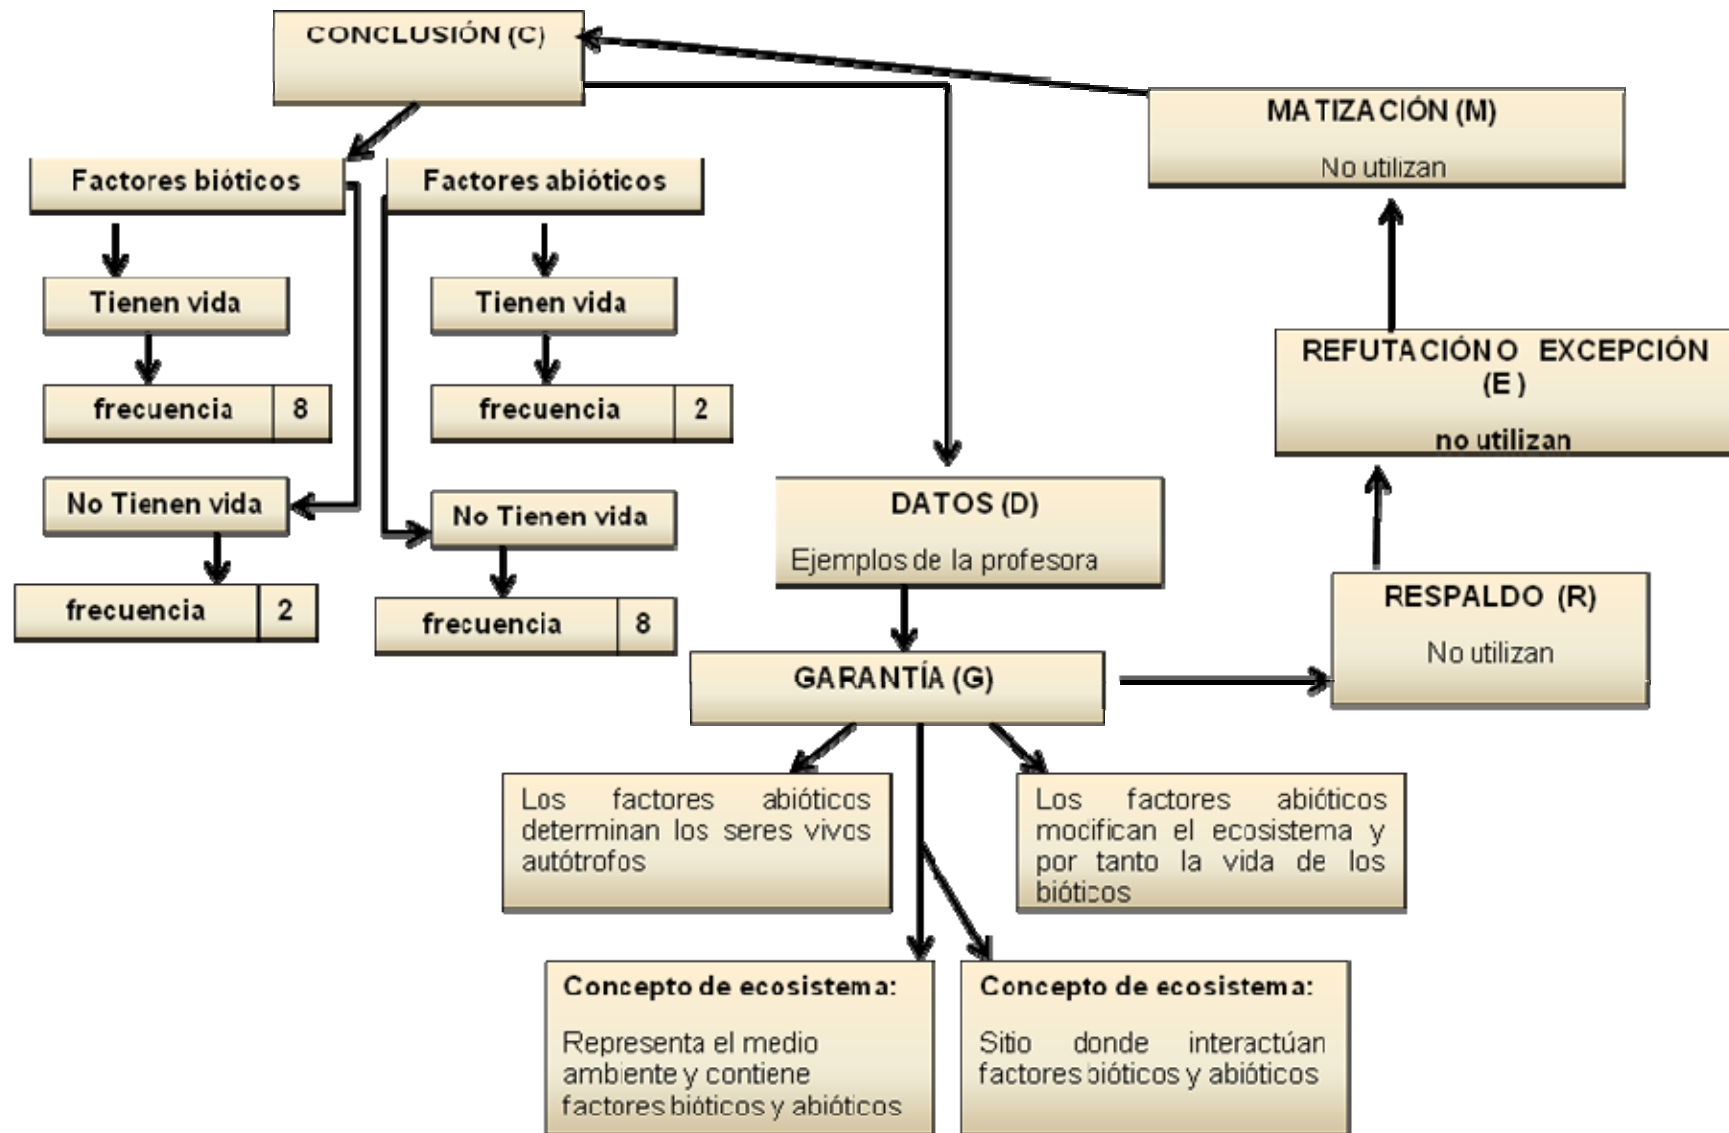 CONCLUSIÓN (C)
MATIZACIÓN (M)
No utilizan
Factores bióticos
Factores abióticos
Tienen vida
Tienen vida
frecuencia 8
frecuencia 2
No Tienen vida
No Tienen vida
frecuencia 2
frecuencia 8
REFUTACIÓN O EXCEPCIÓN
(E )
no utilizan
DATOS (D)
Ejemplos de la profesora
RESPALDO (R)
No utilizan
GARANTÍA (G)
Los factores abióticos
determinan los seres vivos
autótrofos
Los factores abióticos
modifican el ecosistema y
por tanto la vida de los
bióticos
Concepto de ecosistema:
Representa el medio
ambiente y contiene
factores bióticos y abióticos
Concepto de ecosistema:
Sitio donde interactúan
factores bióticos y abióticos